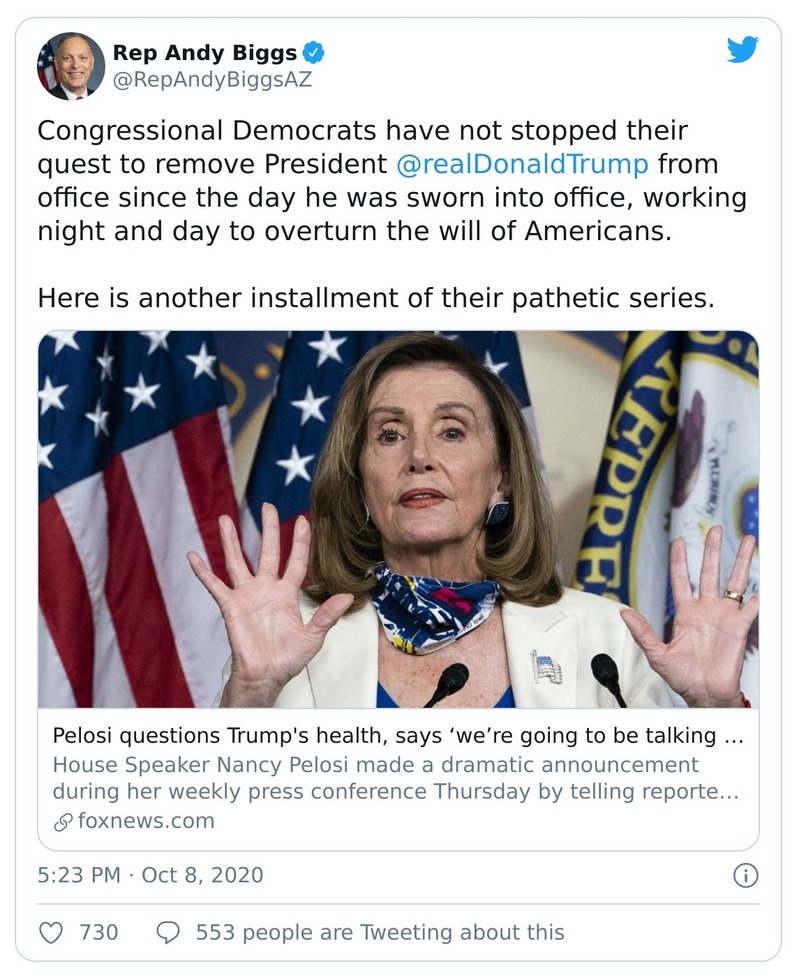 Rep Andy Biggs
@RepAndyBiggsAZ
Congressional Democrats have not stopped their
quest to remove President @realDonaldTrump from
office since the day he was sworn into office, working
night and day to overturn the will of Americans.
Here is another installment of their pathetic series.
REPRE
Pelosi questions Trump's health, says ‘we’re going to be talking ...
House Speaker Nancy Pelosi made a dramatic announcement
during her weekly press conference Thursday by telling reporte...
foxnews.com
5:23 PM · Oct 8, 2020
730
553 people are Tweeting about this